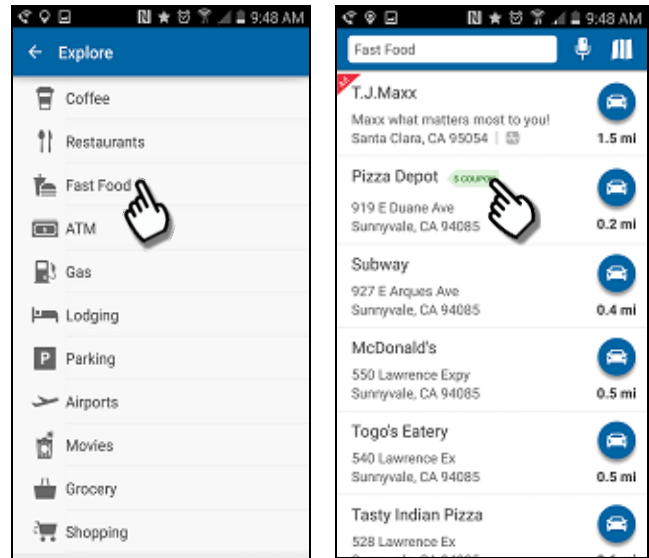 9:48 AM
Explore
Coffee
Restaurants
Fast Food
ATM
Gas
Lodging
P Parking
Airports
Movies
Grocery
Shopping
9:48 AM
Fast Food
Ad
T.J.Maxx
Maxx what matters most to you!
Santa Clara, CA 95054
1.5 mi
Pizza Depot
$ COUPON
919 E Duane Ave
Sunnyvale, CA 94085
0.2 mi
Subway
927 E Arques Ave
Sunnyvale, CA 94085
0.4 mi
McDonald's
550 Lawrence Expy
Sunnyvale, CA 94085
0.5 mi
Togo's Eatery
540 Lawrence Ex
Sunnyvale, CA 94085
0.5 mi
Tasty Indian Pizza
528 Lawrence Ex